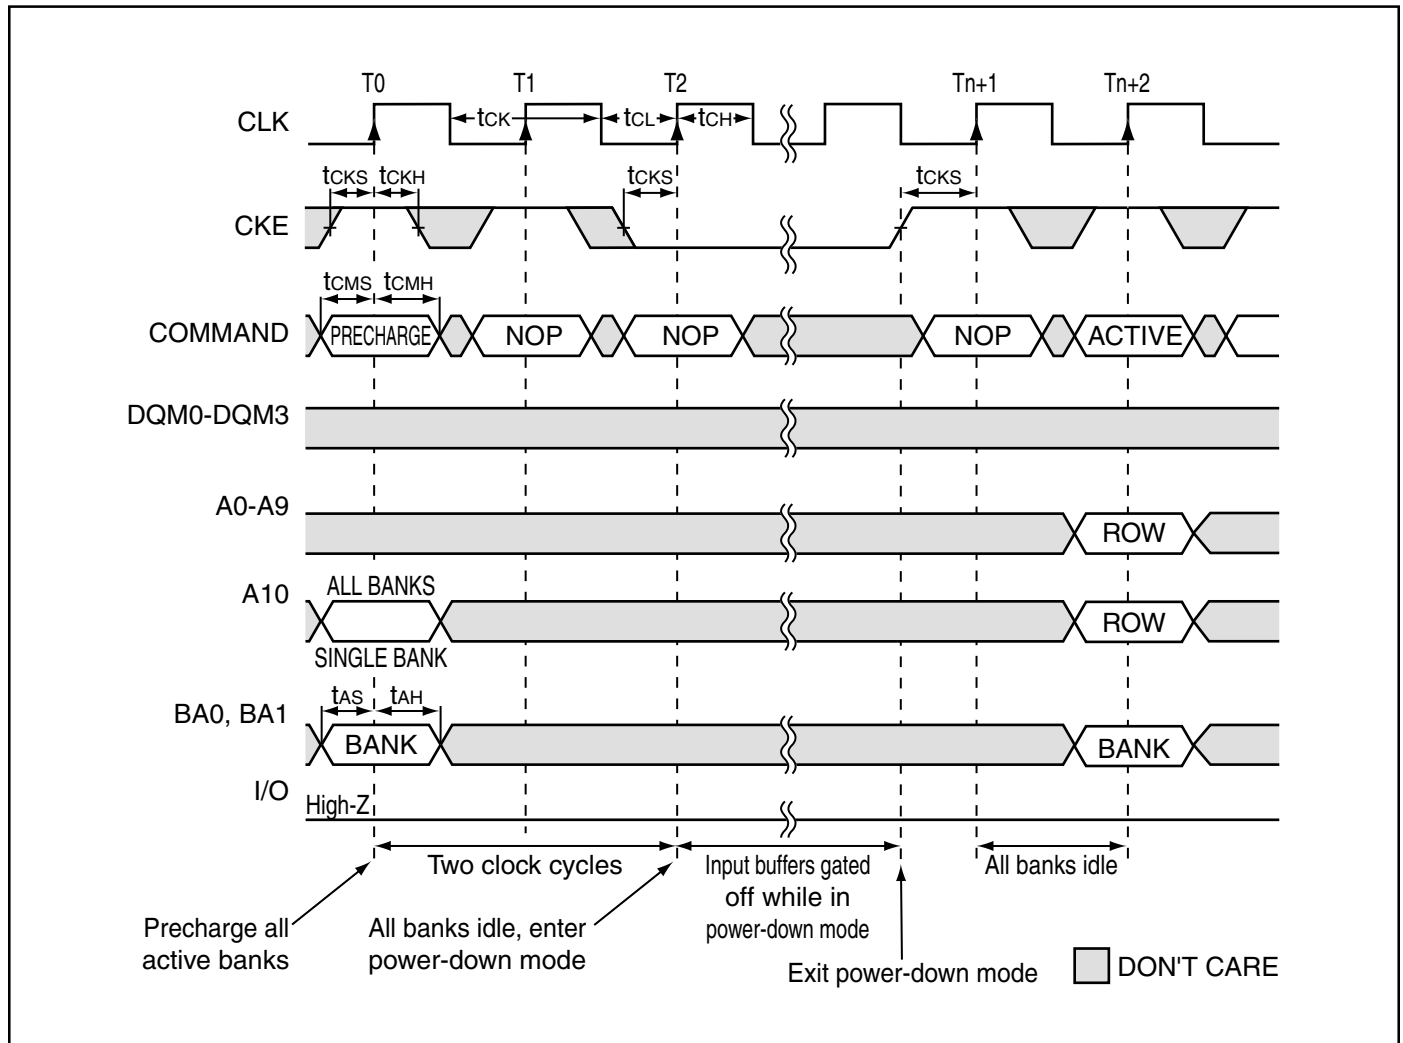 T0 T1 T2 Tn+1 Tn+2
CLK tCK tCL tCH
tCKS tCKH tCKS tCKS
CKE
tCMS tCMH
COMMAND PRECHARGE NOP NOP NOP ACTIVE
DQM0-DQM3
A0-A9 ROW
ALL BANKS
A10 ROW
SINGLE BANK
tAS tAH
BA0, BA1 BANK BANK
I/O
High-Z
Two clock cycles
Input buffers gated
off while in
power-down mode
All banks idle
Precharge all
active banks
All banks idle, enter
power-down mode
Exit power-down mode
DON'T CARE